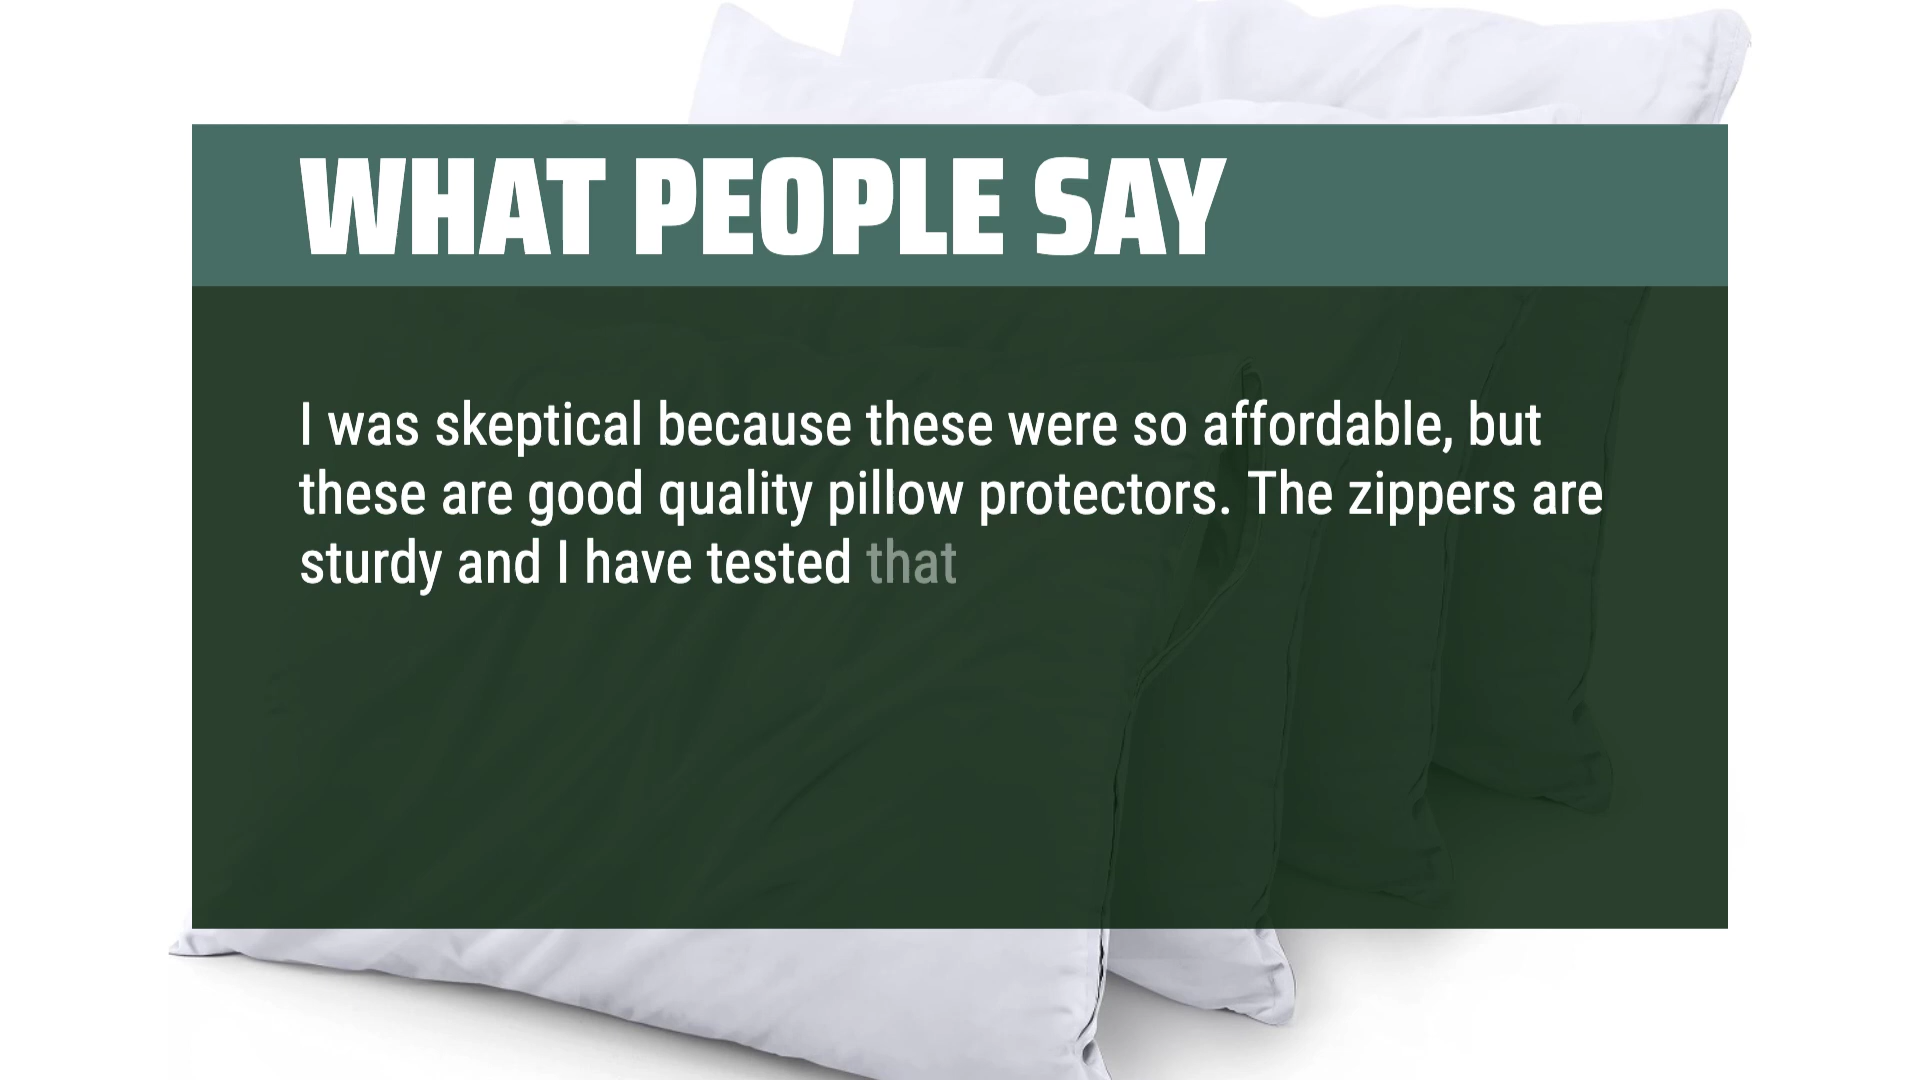 WHAT PEOPLE SAY
I was skeptical because these were so affordable, but
these are good quality pillow protectors. The zippers are
sturdy and I have tested that